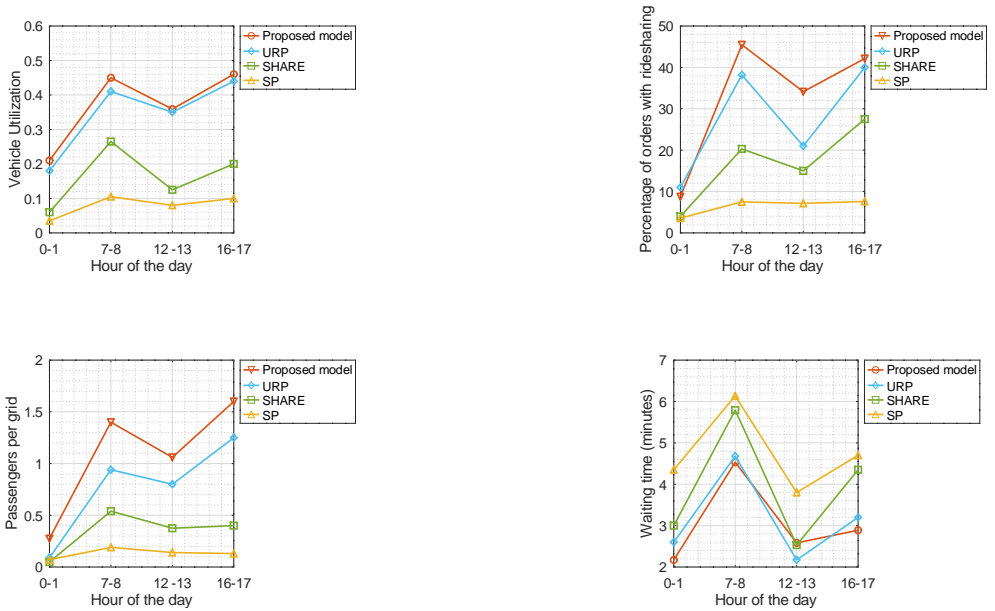 0.6
0.5
0.4
0.3
0.2
0.1
0
Vehicle Utilization
0-1
7-8
12 -13
16-17
Hour of the day
Proposed model
URP
SHARE
SP
50
40
30
20
10
0
Percentage of orders with ridesharing
0-1
7-8
12 -13
16-17
Hour of the day
Proposed model
URP
SHARE
SP
2
1.5
1
0.5
0
Passengers per grid
0-1
7-8
12 -13
16-17
Hour of the day
Proposed model
URP
SHARE
SP
7
6
5
4
3
2
Waiting time (minutes)
0-1
7-8
12 -13
16-17
Hour of the day
Proposed model
URP
SHARE
SP